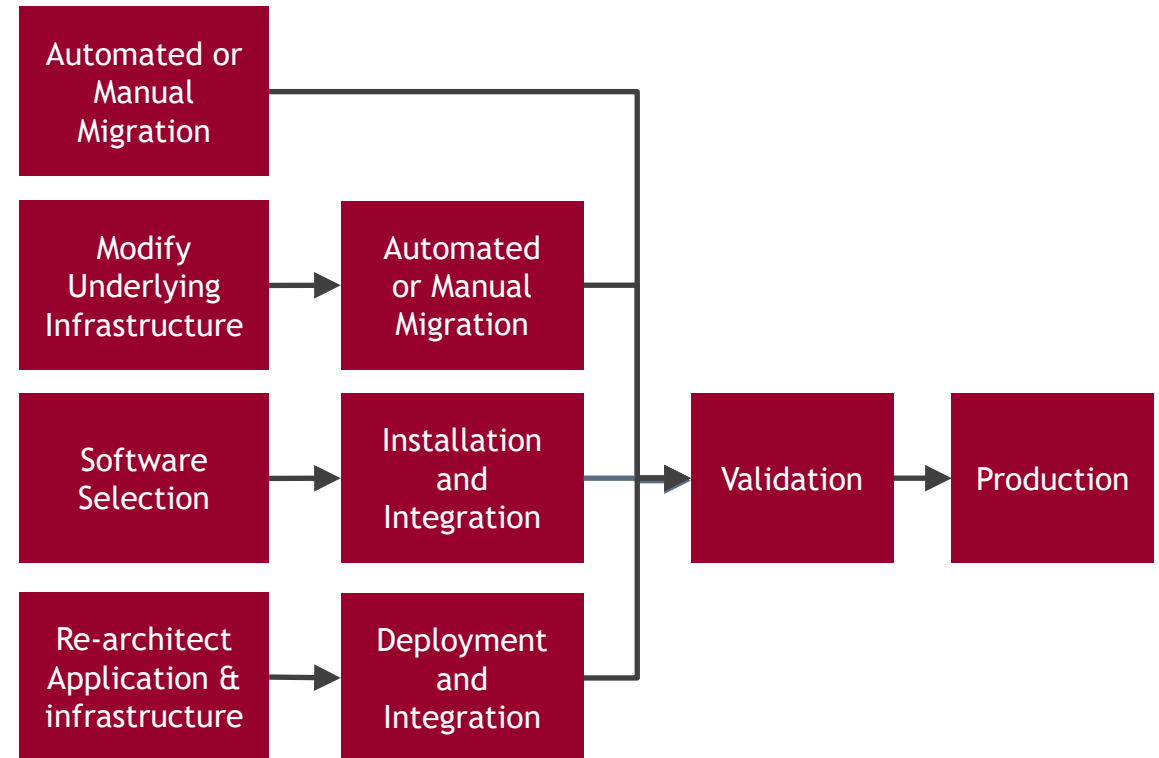 Automated or
Manual
Migration
Modify
Underlying
Infrastructure
Automated
or Manual
Migration
Software
Selection
Installation
and
Integration
Validation
Production
Re-architect
Application &
infrastructure
Deployment
and
Integration